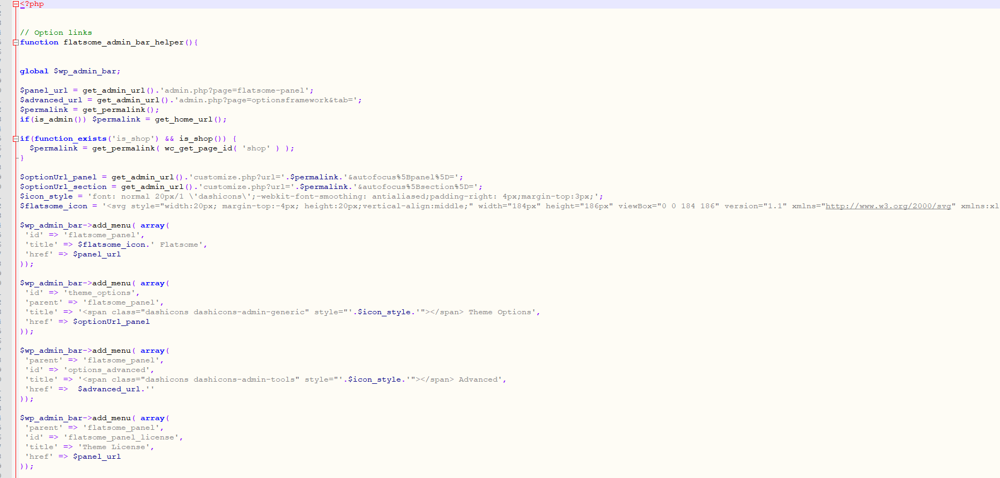 <?php
// Option links
function flatsome_admin_bar_helper(){
global $wp_admin_bar;
$panel_url = get_admin_url().'admin.php?page=flatsome-panel';
$advanced_url = get_admin_url().'admin.php?page=optionsframework&tab=';
$permalink = get_permalink();
if(is_admin()) $permalink = get_home_url();
if(function_exists('is_shop') && is_shop()) {
$permalink = get_permalink( wc_get_page_id( 'shop' ) );
}
$optionUrl_panel = get_admin_url().'customize.php?url='.$permalink.'&autofocus%5Bpanel%5D=';
$optionUrl_section = get_admin_url().'customize.php?url='.$permalink.'&autofocus%5Bsection%5D=';
$icon_style = 'font: normal 20px/1 \'dashicons\';-webkit-font-smoothing: antialiased;padding-right: 4px;margin-top:3px;';
$flatsome_icon = '<svg style="width:20px; margin-top:-4px; height:20px;vertical-align:middle;" width="184px" height="186px" viewBox="0 0 184 186" version="1.1" xmlns="http://www.w3.org/2000/svg" xmlns:xl
$wp_admin_bar->add_menu( array(
'id' => 'flatsome_panel',
'title' => $flatsome_icon.' Flatsome',
'href' => $panel_url
));
$wp_admin_bar->add_menu( array(
'id' => 'theme_options',
'parent' => 'flatsome_panel',
'title' => '<span class="dashicons dashicons-admin-generic" style="'.$icon_style.'"></span> Theme Options',
'href' => $optionUrl_panel
));
$wp_admin_bar->add_menu( array(
'parent' => 'flatsome_panel',
'id' => 'options_advanced',
'title' => '<span class="dashicons dashicons-admin-tools" style="'.$icon_style.'"></span> Advanced',
'href' =>  $advanced_url.''
));
$wp_admin_bar->add_menu( array(
'parent' => 'flatsome_panel',
'id' => 'flatsome_panel_license',
'title' => 'Theme License',
'href' => $panel_url
));